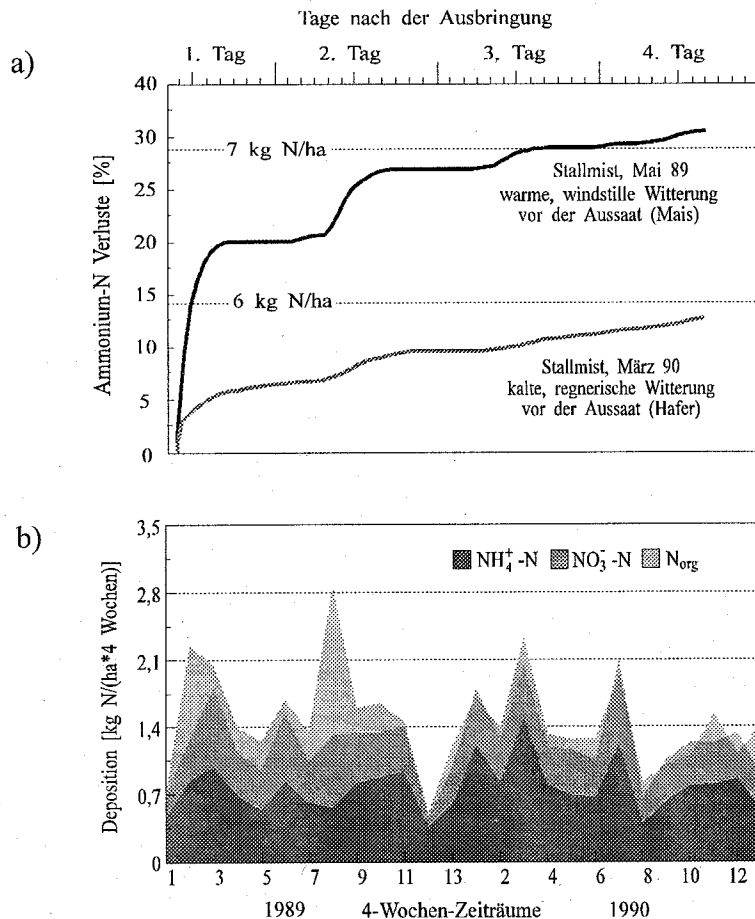 Tage nach der Ausbringung
1. Tag 2. Tag 3. Tag 4. Tag
a)
Ammonium-N Verluste [%]
40
30
7 kg N/ha
Stallmist, Mai 89
warme, windstille Witterung
vor der Aussaat (Mais)
25
20
15
6 kg N/ha
10
Stallmist, März 90
kalte, regnerische Witterung
vor der Aussaat (Hafer)
5
0
b)
Deposition [kg N/(ha*4 Wochen)]
3,5
NH₄⁺-N NO₃⁻-N N_org
2,8
2,1
1,4
0,7
0
1 3 5 7 9 11 13 2 4 6 8 10 12
1989 4-Wochen-Zeiträume 1990